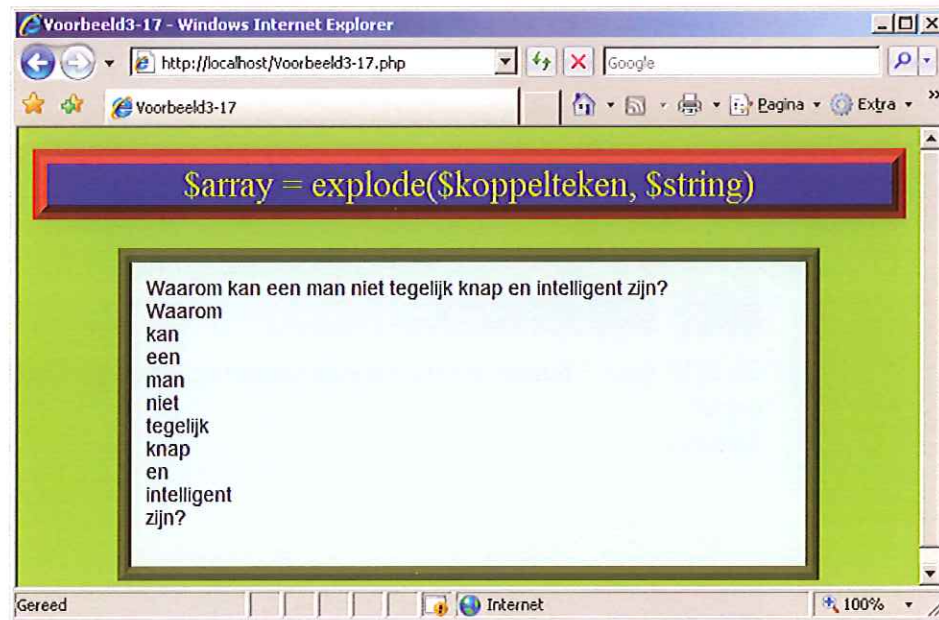 Voorbeeld3-17 - Windows Internet Explorer
http://localhost/Voorbeeld3-17.php
Google
Voorbeeld3-17
Pagina
Extra
$array = explode($koppelteken, $string)
Waarom kan een man niet tegelijk knap en intelligent zijn?
Waarom
kan
een
man
niet
tegelijk
knap
en
intelligent
zijn?
Gereed
Internet
100%